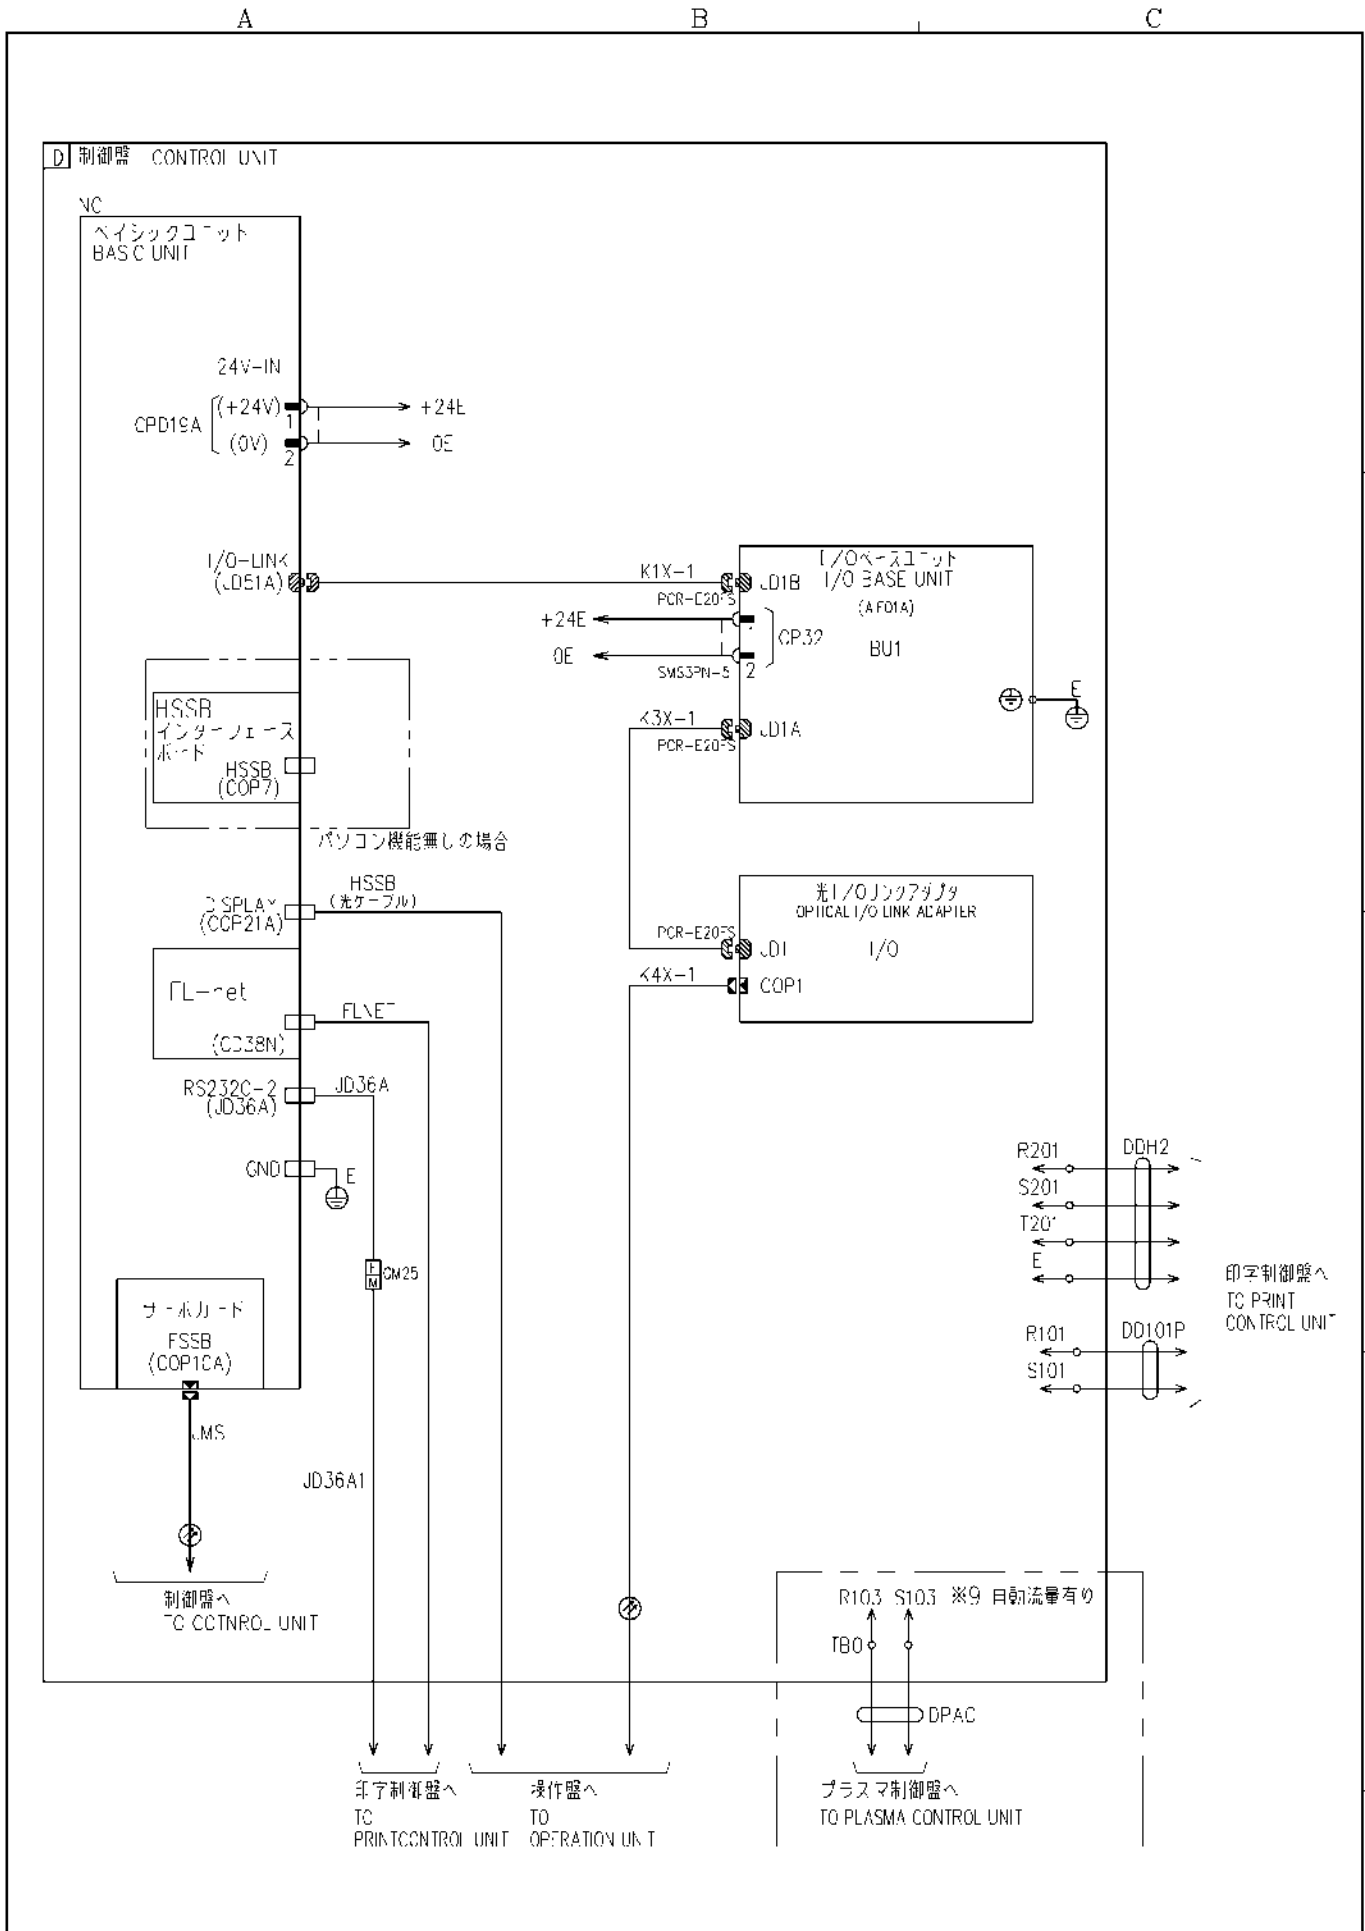 A
B
C
D 制御盤 CONTROL UNIT
NC
ベイシックユニット
BASIC UNIT
24V-IN
(+24V)
1
+24E
CPD19A
(0V)
2
0E
I/O-LINK
(JD51A)
K1X-1
PCR-E20FS
JD1B
I/Oベースユニット
I/O BASE UNIT
(AF01A)
BU1
+24E
0E
CP32
2
E
K3X-1
PCR-E20FS
JD1A
HSSB
インターフェース
ボード
HSSB
(COP7)
パソコン機能無しの場合
DISPLAY
(COP21A)
HSSB
(光ケーブル)
光I/Oリンクアダプタ
OPTICAL I/O LINK ADAPTER
I/O
PCR-E20FS
JD1
K4X-1
COP1
FL-net
(CD38N)
FLNET
RS232C-2
(JD36A)
JD36A
GND
E
F
M
CM25
サーボカード
FSSB
(COP10A)
JD36A1
制御盤へ
TO COTNROL UNIT
R201
DDH2
S201
T201
E
印字制御盤へ
TO PRINT
CONTROL UNIT
R101
DD101P
S101
R103 S103 ※9 自動流量有り
TB0
DPAC
印字制御盤へ
TO
PRINTCONTROL UNIT
操作盤へ
TO
OPERATION UNIT
プラズマ制御盤へ
TO PLASMA CONTROL UNIT